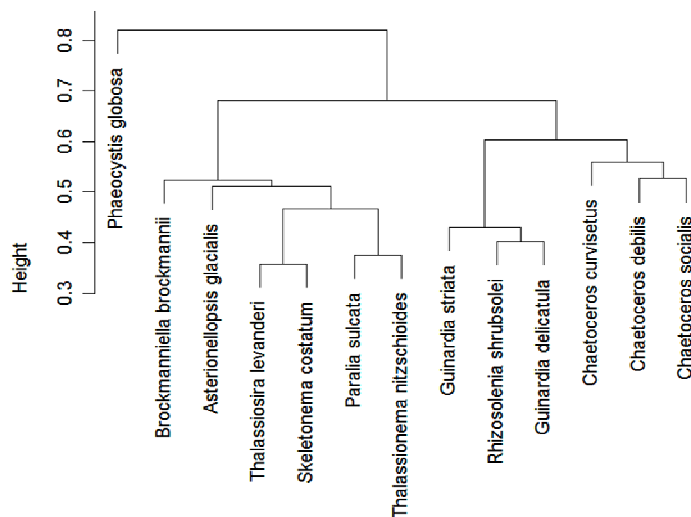 Height
0.8
0.7
0.6
0.5
0.4
0.3
Phaeocystis globosa
Brockmanniella brockmannii
Asterionellopsis glacialis
Thalassiosira levanderi
Skeletonema costatum
Paralia sulcata
Thalassionema nitzschioides
Guinardia striata
Rhizosolenia shrubsolei
Guinardia delicatula
Chaetoceros curvisetus
Chaetoceros debilis
Chaetoceros socialis